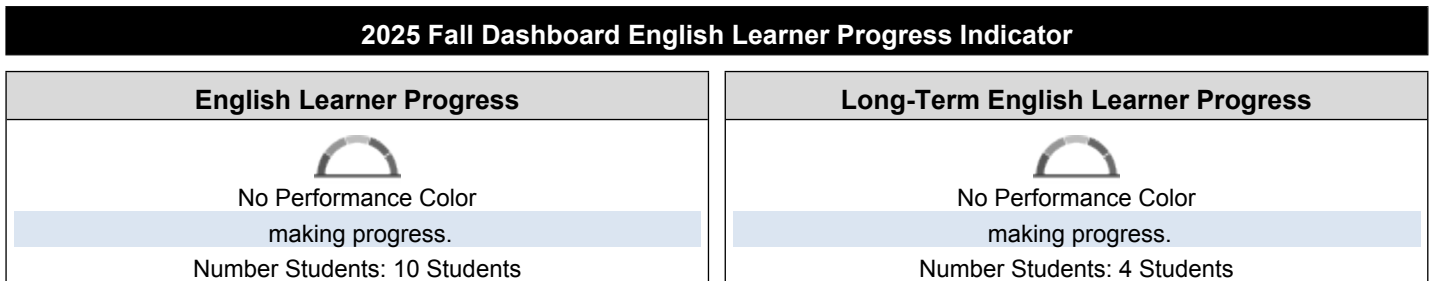 2025 Fall Dashboard English Learner Progress Indicator
English Learner Progress
No Performance Color
making progress.
Number Students: 10 Students
Long-Term English Learner Progress
No Performance Color
making progress.
Number Students: 4 Students